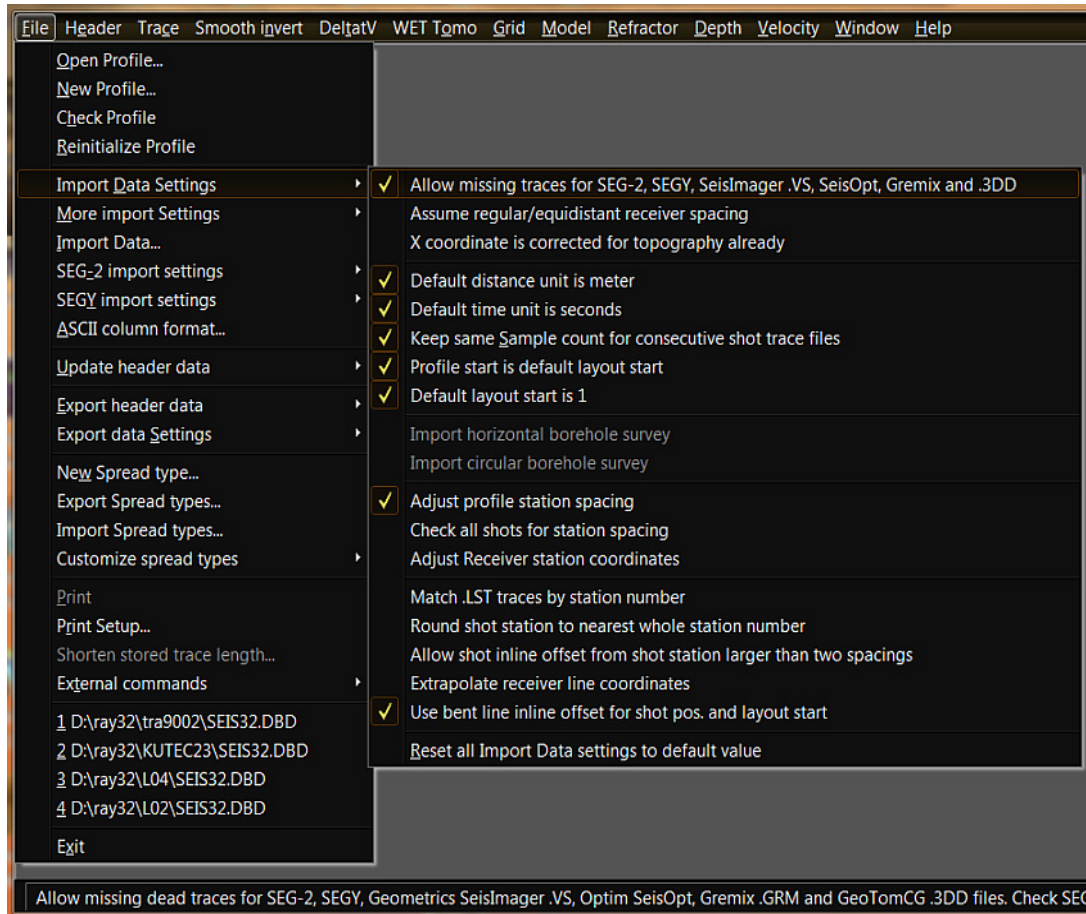 File Header Trace Smooth invert DeltatV WET Tomo Grid Model Refractor Depth Velocity Window Help
Open Profile...
New Profile...
Check Profile
Reinitialize Profile
Import Data Settings
More import Settings
Import Data...
SEG-2 import settings
SEGY import settings
ASCII column format...
Update header data
Export header data
Export data Settings
New Spread type...
Export Spread types...
Import Spread types...
Customize spread types
Print
Print Setup...
Shorten stored trace length...
External commands
1 D:\ray32\tra9002\SEIS32.DBD
2 D:\ray32\KUTEC23\SEIS32.DBD
3 D:\ray32\L04\SEIS32.DBD
4 D:\ray32\L02\SEIS32.DBD
Exit
Allow missing traces for SEG-2, SEGY, SeisImager .VS, SeisOpt, Gremix and .3DD
Assume regular/equidistant receiver spacing
X coordinate is corrected for topography already
Default distance unit is meter
Default time unit is seconds
Keep same Sample count for consecutive shot trace files
Profile start is default layout start
Default layout start is 1
Import horizontal borehole survey
Import circular borehole survey
Adjust profile station spacing
Check all shots for station spacing
Adjust Receiver station coordinates
Match .LST traces by station number
Round shot station to nearest whole station number
Allow shot inline offset from shot station larger than two spacings
Extrapolate receiver line coordinates
Use bent line inline offset for shot pos. and layout start
Reset all Import Data settings to default value
Allow missing dead traces for SEG-2, SEGY, Geometrics SeisImager .VS, Optim SeisOpt, Gremix .GRM and GeoTomCG .3DD files. Check SEG